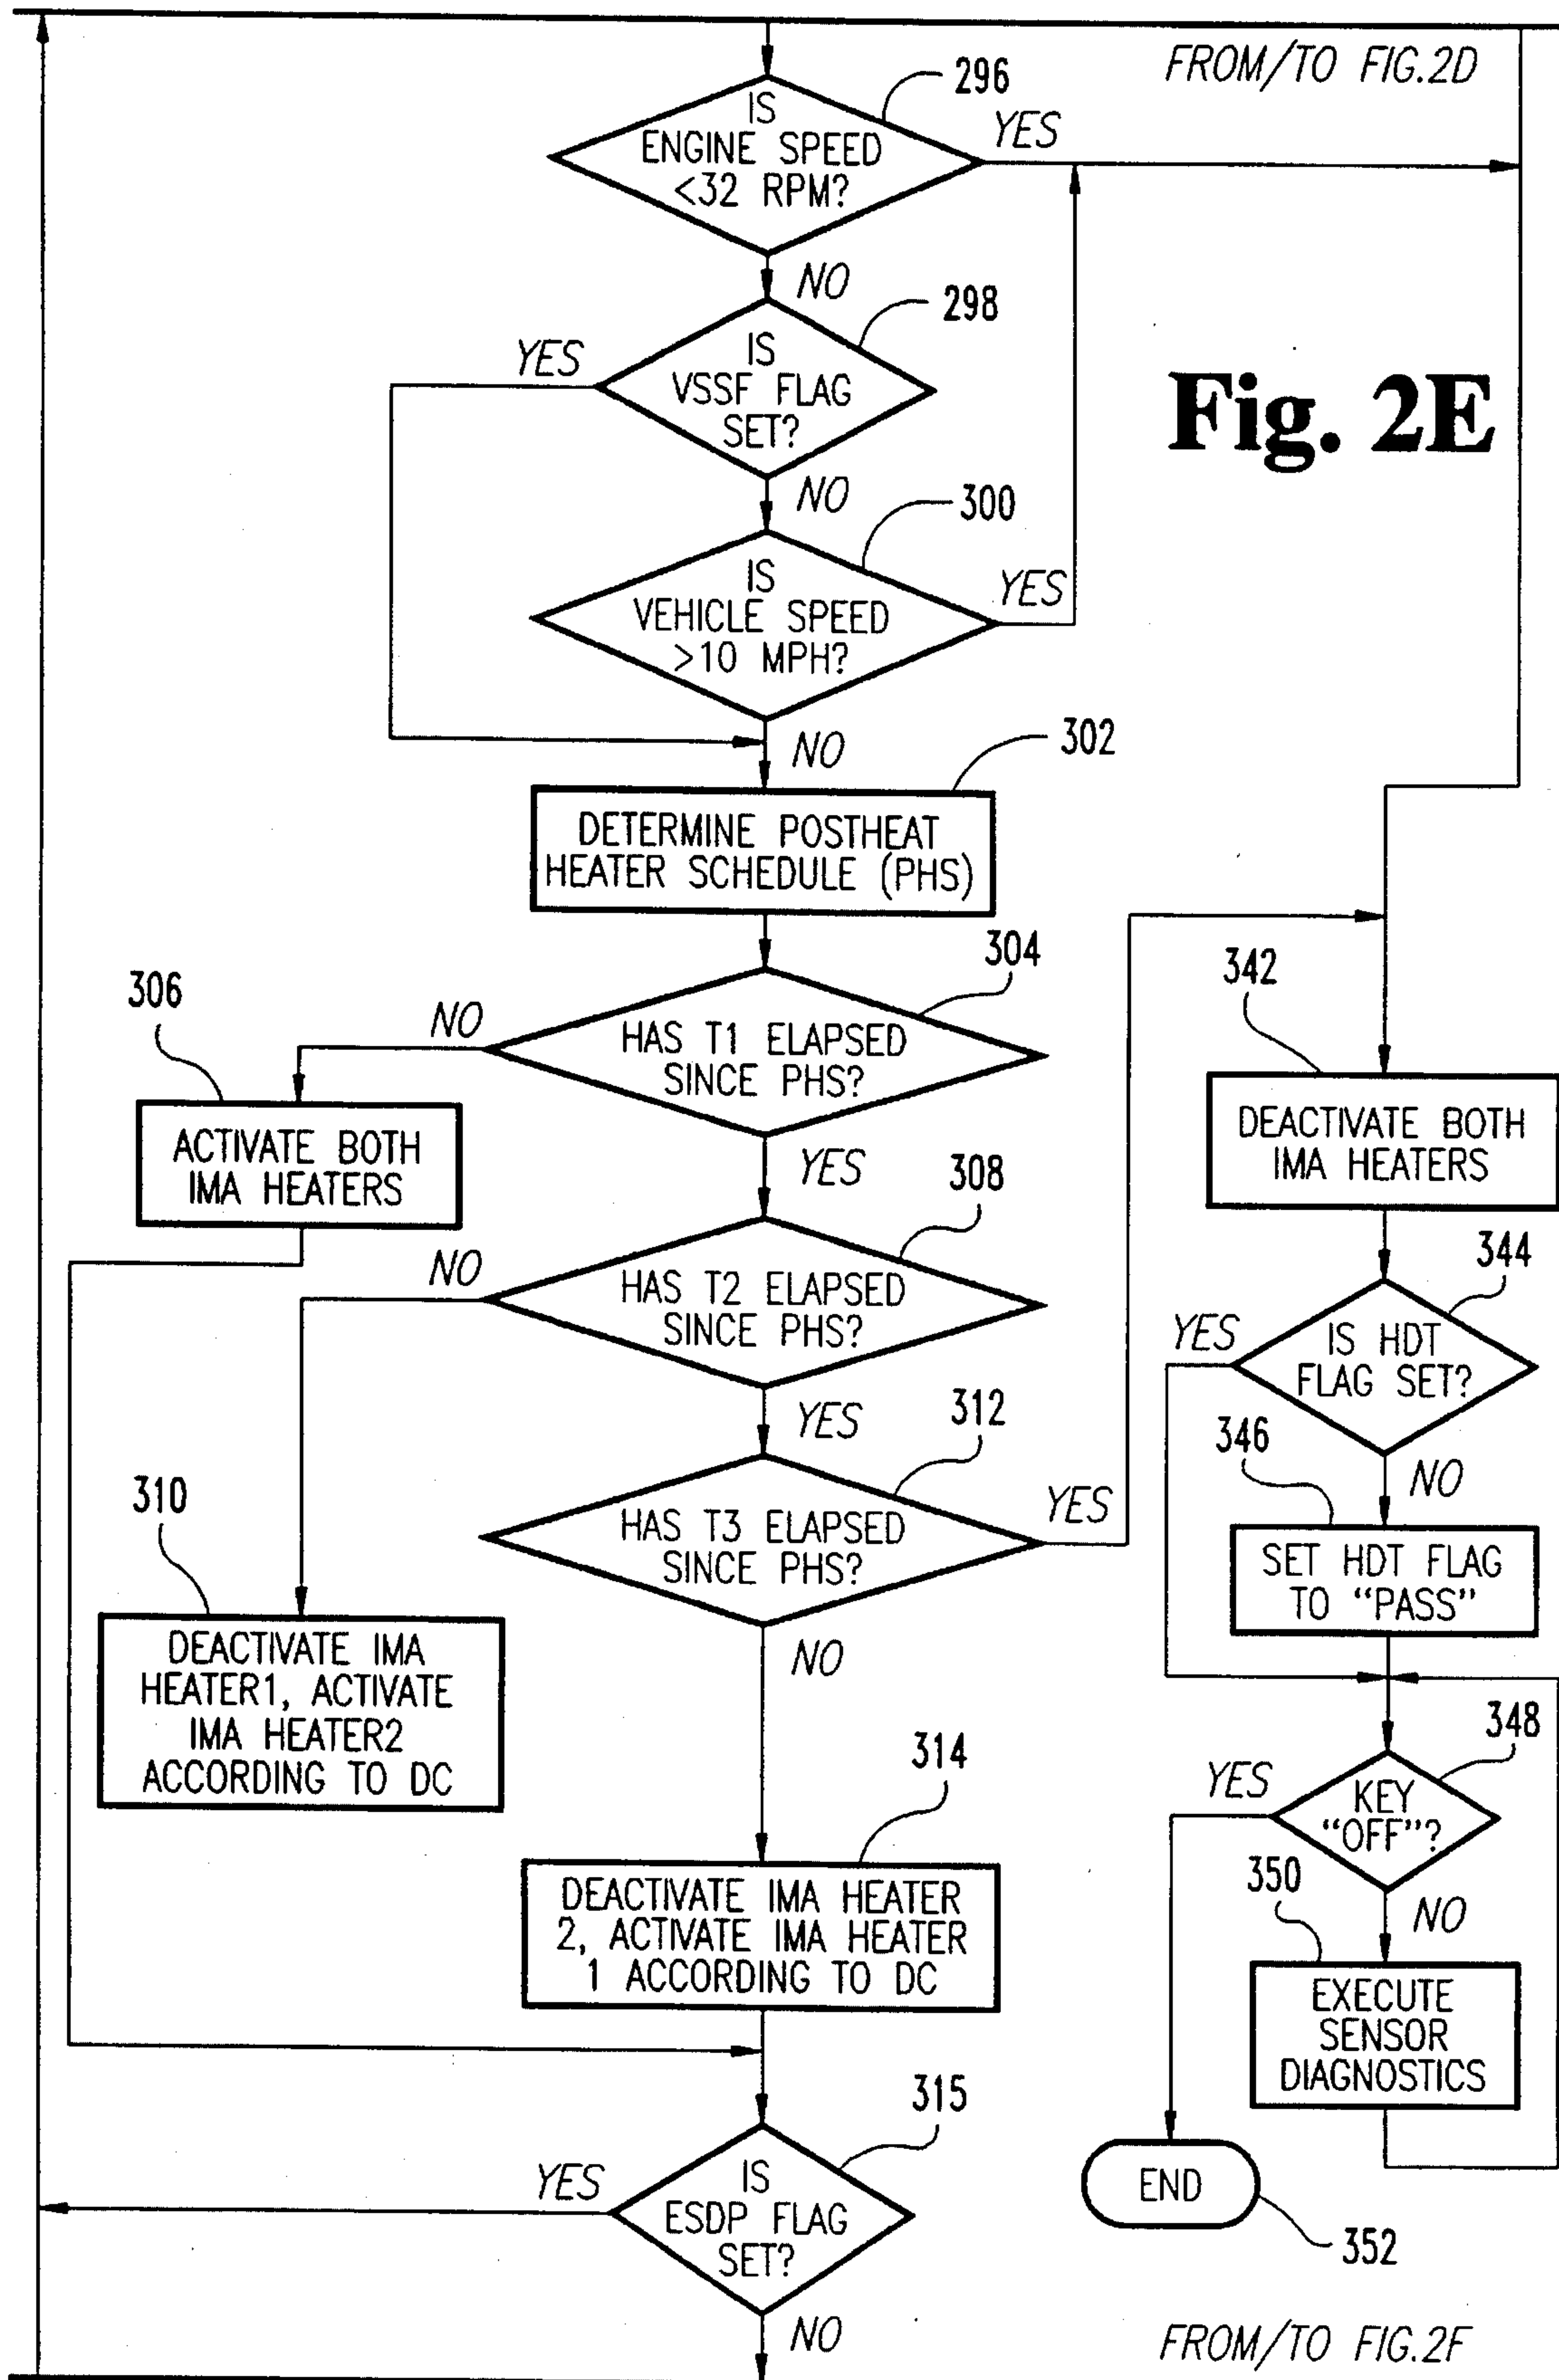 FROM/TO FIG.2D
296
IS
ENGINE SPEED
<32 RPM?
YES
NO
298
YES
IS
VSSF FLAG
SET?
Fig. 2E
NO
300
IS
VEHICLE SPEED
>10 MPH?
YES
NO
302
DETERMINE POSTHEAT
HEATER SCHEDULE (PHS)
304
NO
HAS T1 ELAPSED
SINCE PHS?
306
ACTIVATE BOTH
IMA HEATERS
YES
308
NO
HAS T2 ELAPSED
SINCE PHS?
YES
312
310
HAS T3 ELAPSED
SINCE PHS?
YES
DEACTIVATE IMA
HEATER1, ACTIVATE
IMA HEATER2
ACCORDING TO DC
NO
314
DEACTIVATE IMA HEATER
2, ACTIVATE IMA HEATER
1 ACCORDING TO DC
315
YES
IS
ESDP FLAG
SET?
NO
342
DEACTIVATE BOTH
IMA HEATERS
344
YES
IS HDT
FLAG SET?
346
NO
SET HDT FLAG
TO “PASS”
348
YES
KEY
“OFF”?
350
NO
EXECUTE
SENSOR
DIAGNOSTICS
END
352
FROM/TO FIG.2F